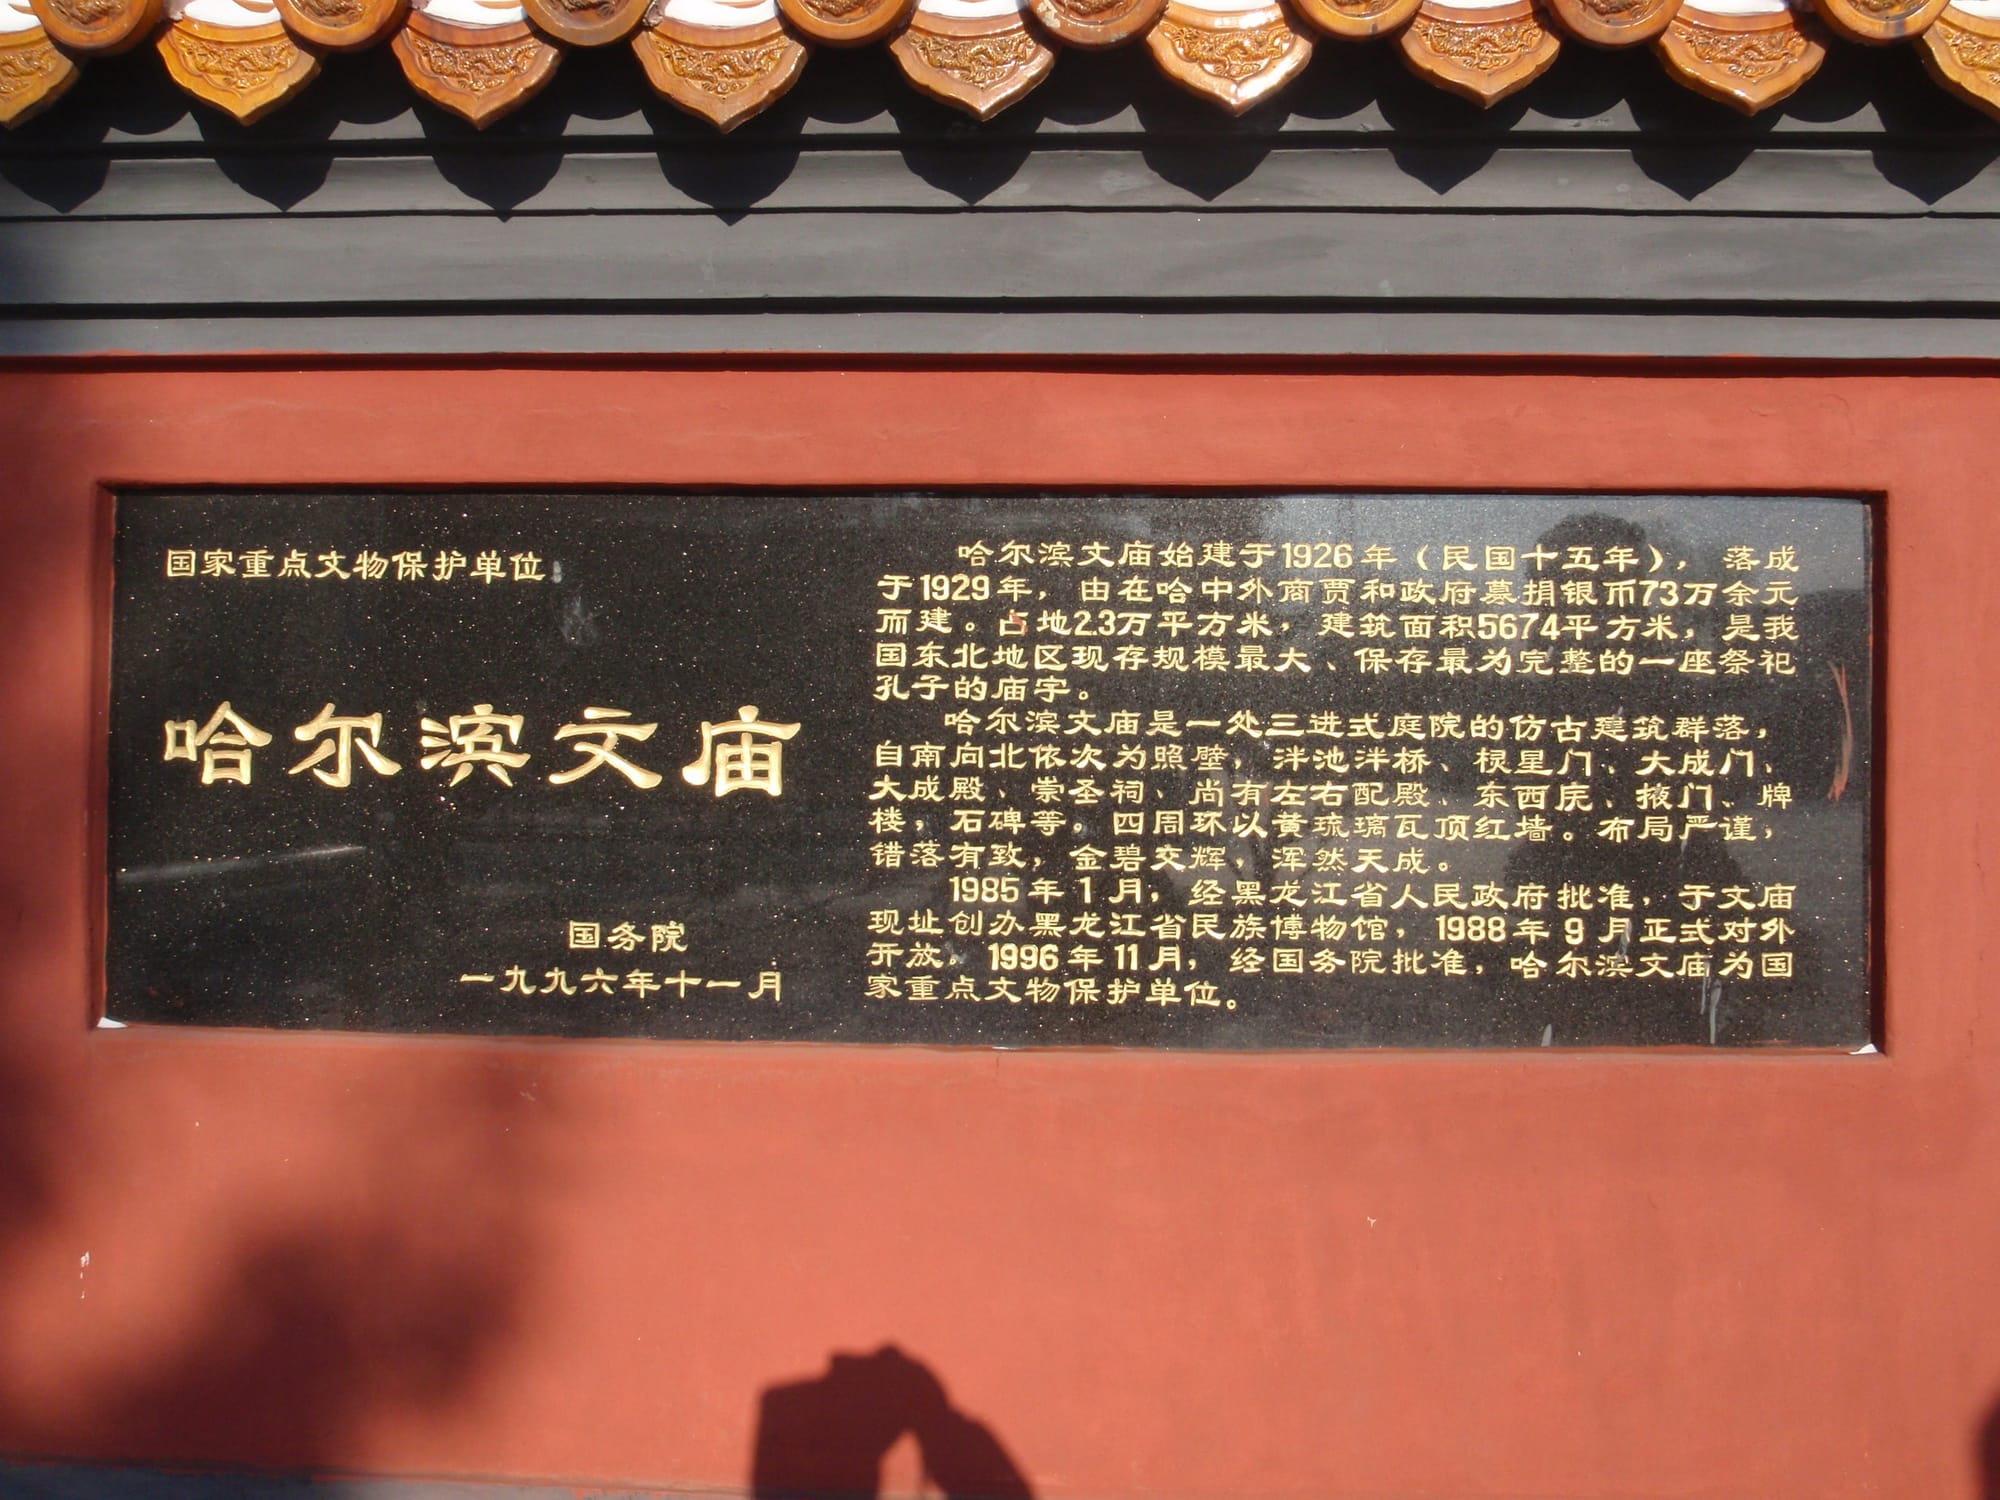 国家重点文物保护单位
哈尔滨文庙
国务院
一九九六年十一月
哈尔滨文庙始建于1926年（民国十五年），落成
于1929年，由在哈中外商贾和政府募捐银币73万余元
而建。占地2.3万平方米，建筑面积5674平方米，是我
国东北地区现存规模最大、保存最为完整的一座祭祀
孔子的庙宇。
哈尔滨文庙是一处三进式庭院的仿古建筑群落，
自南向北依次为照壁，泮池泮桥、棂星门、大成门、
大成殿、崇圣祠、尚有左右配殿、东西庑、掖门、牌
楼，石碑等。四周环以黄琉璃瓦顶红墙。布局严谨，
错落有致，金碧交辉，浑然天成。
1985年1月，经黑龙江省人民政府批准，于文庙
现址创办黑龙江省民族博物馆，1988年9月正式对外
开放。1996年11月，经国务院批准，哈尔滨文庙为国
家重点文物保护单位。